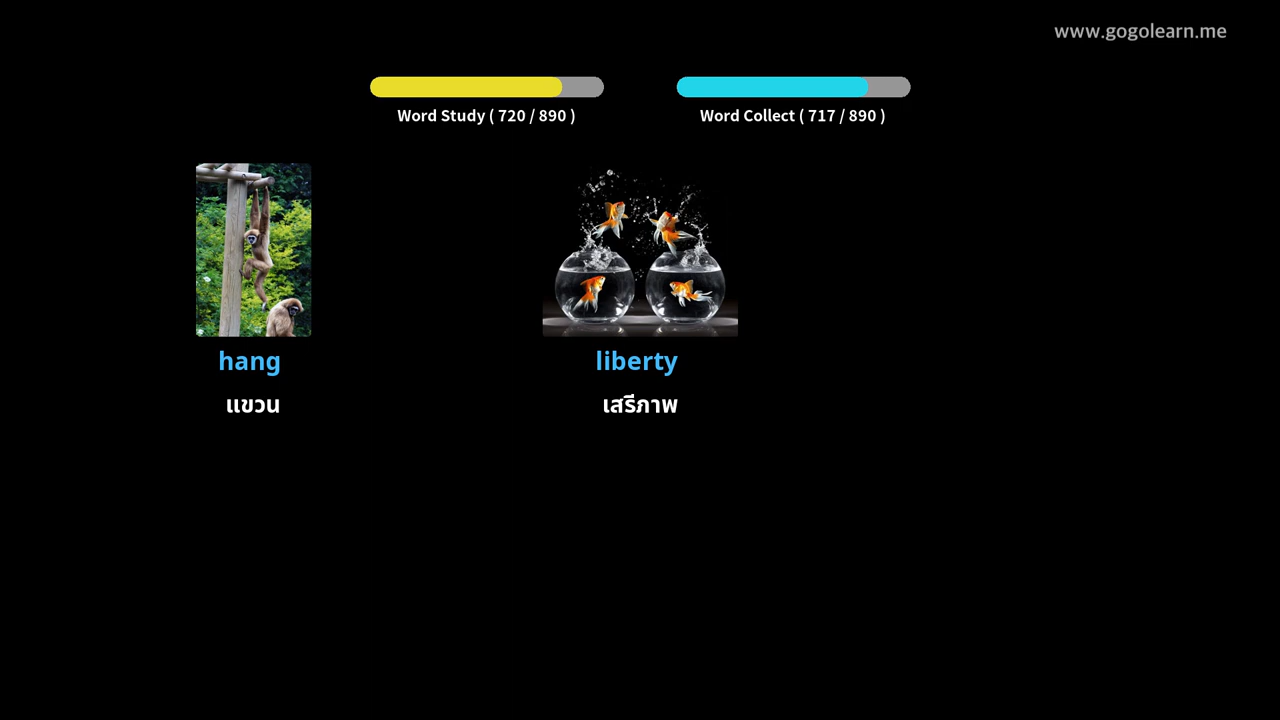 www.gogolearn.me
Word Study ( 720 / 890 )
Word Collect ( 717 / 890 )
hang
แขวน
liberty
เสรีภาพ